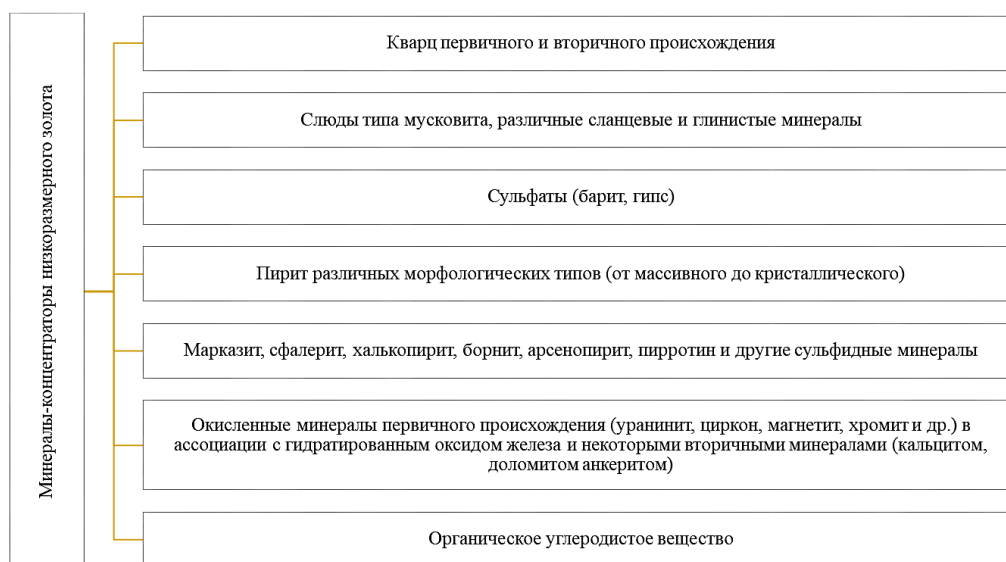 Минералы-концентраторы низкоразмерного золота
Кварц первичного и вторичного происхождения
Слюды типа мусковита, различные сланцевые и глинистые минералы
Сульфаты (барит, гипс)
Пирит различных морфологических типов (от массивного до кристаллического)
Марказит, сфалерит, халькопирит, борнит, арсенопирит, пирротин и другие сульфидные минералы
Окисленные минералы первичного происхождения (уранинит, циркон, магнетит, хромит и др.) в
ассоциации с гидратированным оксидом железа и некоторыми вторичными минералами (кальцитом,
доломитом анкеритом)
Органическое углеродистое вещество